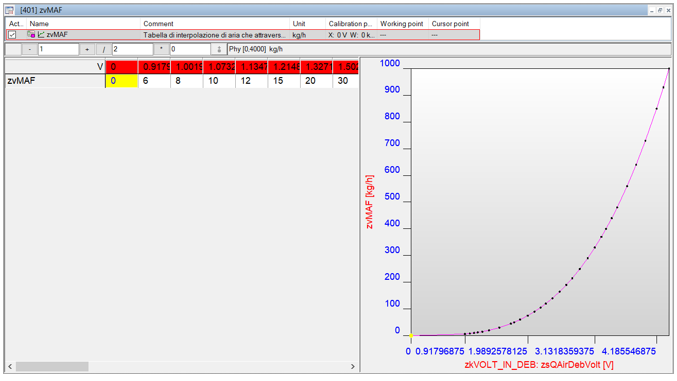 [401] zvMAF
Act.. Name Comment Unit Calibration p... Working point Cursor point
zvMAF Tabella di interpolazione di aria che attravers... kg/h X: 0 V W: 0 k... --- ---
- 1 + / 2 * 0 Phy [0,4000] kg/h
V 0 0.9179 1.0019 1.0732 1.1347 1.2148 1.3271 1.502
zvMAF 0 6 8 10 12 15 20 30
1000
900
800
700
600
500
400
300
200
100
0
zvMAF [kg/h]
0 0.91796875 1.9892578125 3.1318359375 4.185546875
zkVOLT_IN_DEB: zsQAirDebVolt [V]